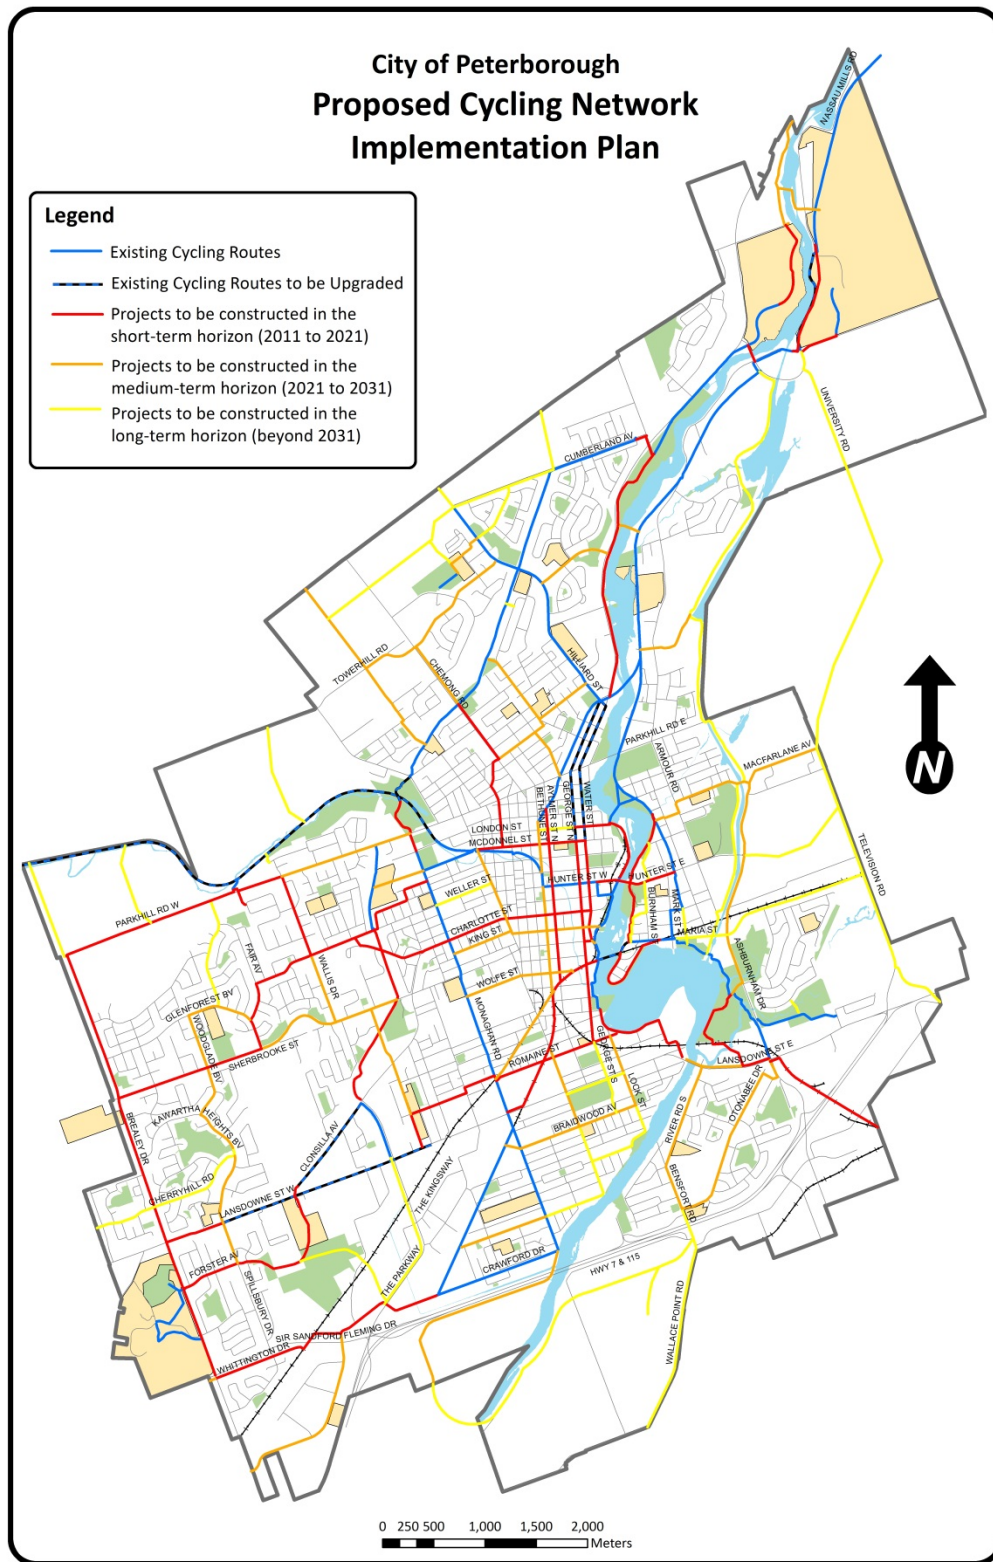 City of Peterborough
Proposed Cycling Network
Implementation Plan
Legend
Existing Cycling Routes
Existing Cycling Routes to be Upgraded
Projects to be constructed in the
short-term horizon (2011 to 2021)
Projects to be constructed in the
medium-term horizon (2021 to 2031)
Projects to be constructed in the
long-term horizon (beyond 2031)
NASSAU MILLS RD
UNIVERSITY RD
CUMBERLAND AV
TOWERHILL RD
CHEMONG RD
HILLIARD ST
PARKHILL RD E
ARMOUR RD
MACFARLANE AV
N
BETHUNE ST
AYLMER ST N
GEORGE ST N
WATER ST
LONDON ST
MCDONNEL ST
TELEVISION RD
HUNTER ST W
HUNTER ST E
WELLER ST
BURNHAM ST
MARK ST
PARKHILL RD W
CHARLOTTE ST
KING ST
MARIA ST
FAIR AV
WALLIS DR
WOLFE ST
ASHBURNHAM DR
GLENFOREST BV
WOODGLADE BV
MONAGHAN RD
SHERBROOKE ST
ROMAINE ST
GEORGE ST S
LANSDOWNE ST E
LOCK ST
OTONABEE DR
KAWARTHA HEIGHTS BV
BREALEY DR
BRAIDWOOD AV
RIVER RD S
CLONSILLA AV
CHERRYHILL RD
LANSDOWNE ST W
THE KINGSWAY
BENSFORT RD
FORSTER AV
SPILLSBURY DR
THE PARKWAY
CRAWFORD DR
HWY 7 & 115
WALLACE POINT RD
SIR SANDFORD FLEMING DR
WHITTINGTON DR
0 250 500 1,000 1,500 2,000
Meters